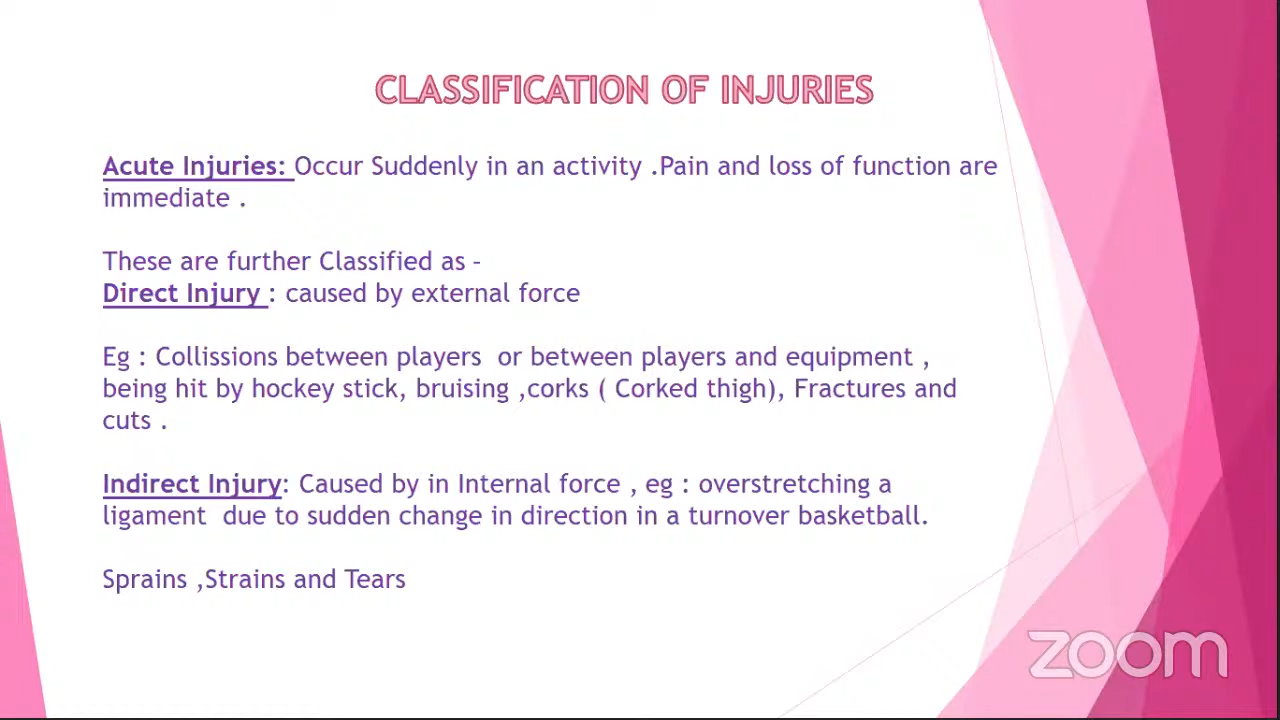 CLASSIFICATION OF INJURIES
Acute Injuries: Occur Suddenly in an activity .Pain and loss of function are
immediate .
These are further Classified as -
Direct Injury : caused by external force
Eg : Collissions between players  or between players and equipment ,
being hit by hockey stick, bruising ,corks ( Corked thigh), Fractures and
cuts .
Indirect Injury: Caused by in Internal force , eg : overstretching a
ligament  due to sudden change in direction in a turnover basketball.
Sprains ,Strains and Tears
zoom